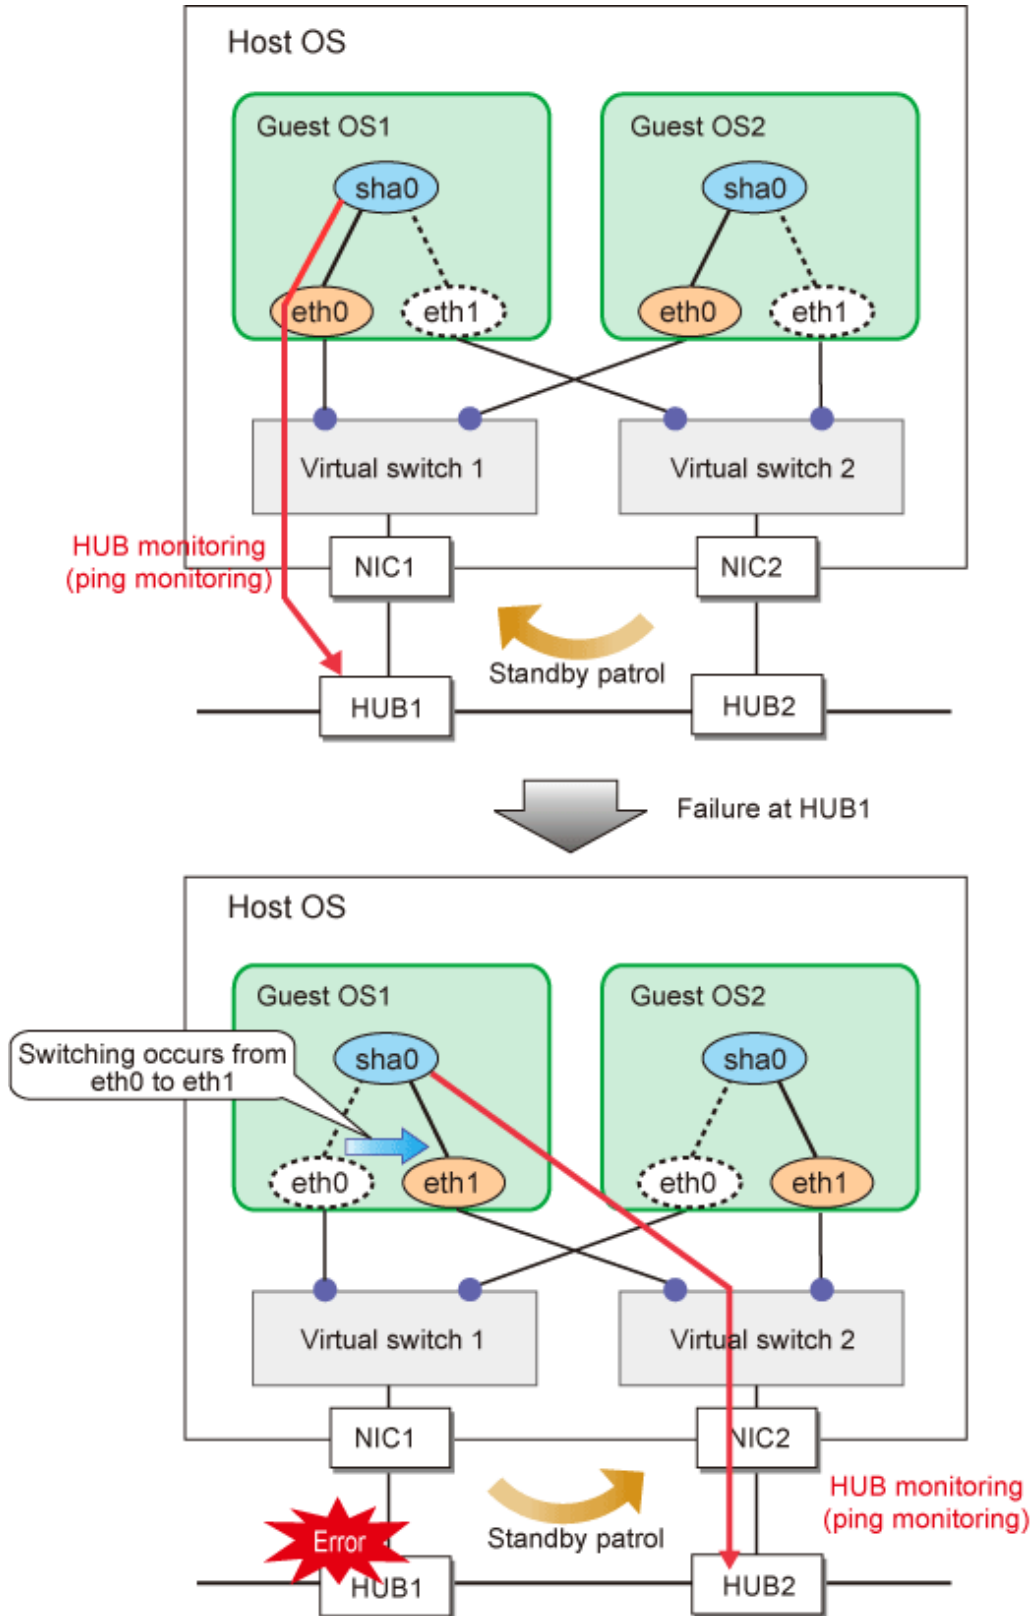 Host OS
Guest OS1
Guest OS2
sha0
sha0
eth0
eth1
eth0
eth1
Virtual switch 1
Virtual switch 2
HUB monitoring
(ping monitoring)
NIC1
NIC2
Standby patrol
HUB1
HUB2
Failure at HUB1
Host OS
Guest OS1
Guest OS2
Switching occurs from
eth0 to eth1
sha0
sha0
eth0
eth1
eth0
eth1
Virtual switch 1
Virtual switch 2
NIC1
NIC2
HUB monitoring
(ping monitoring)
Standby patrol
Error
HUB1
HUB2